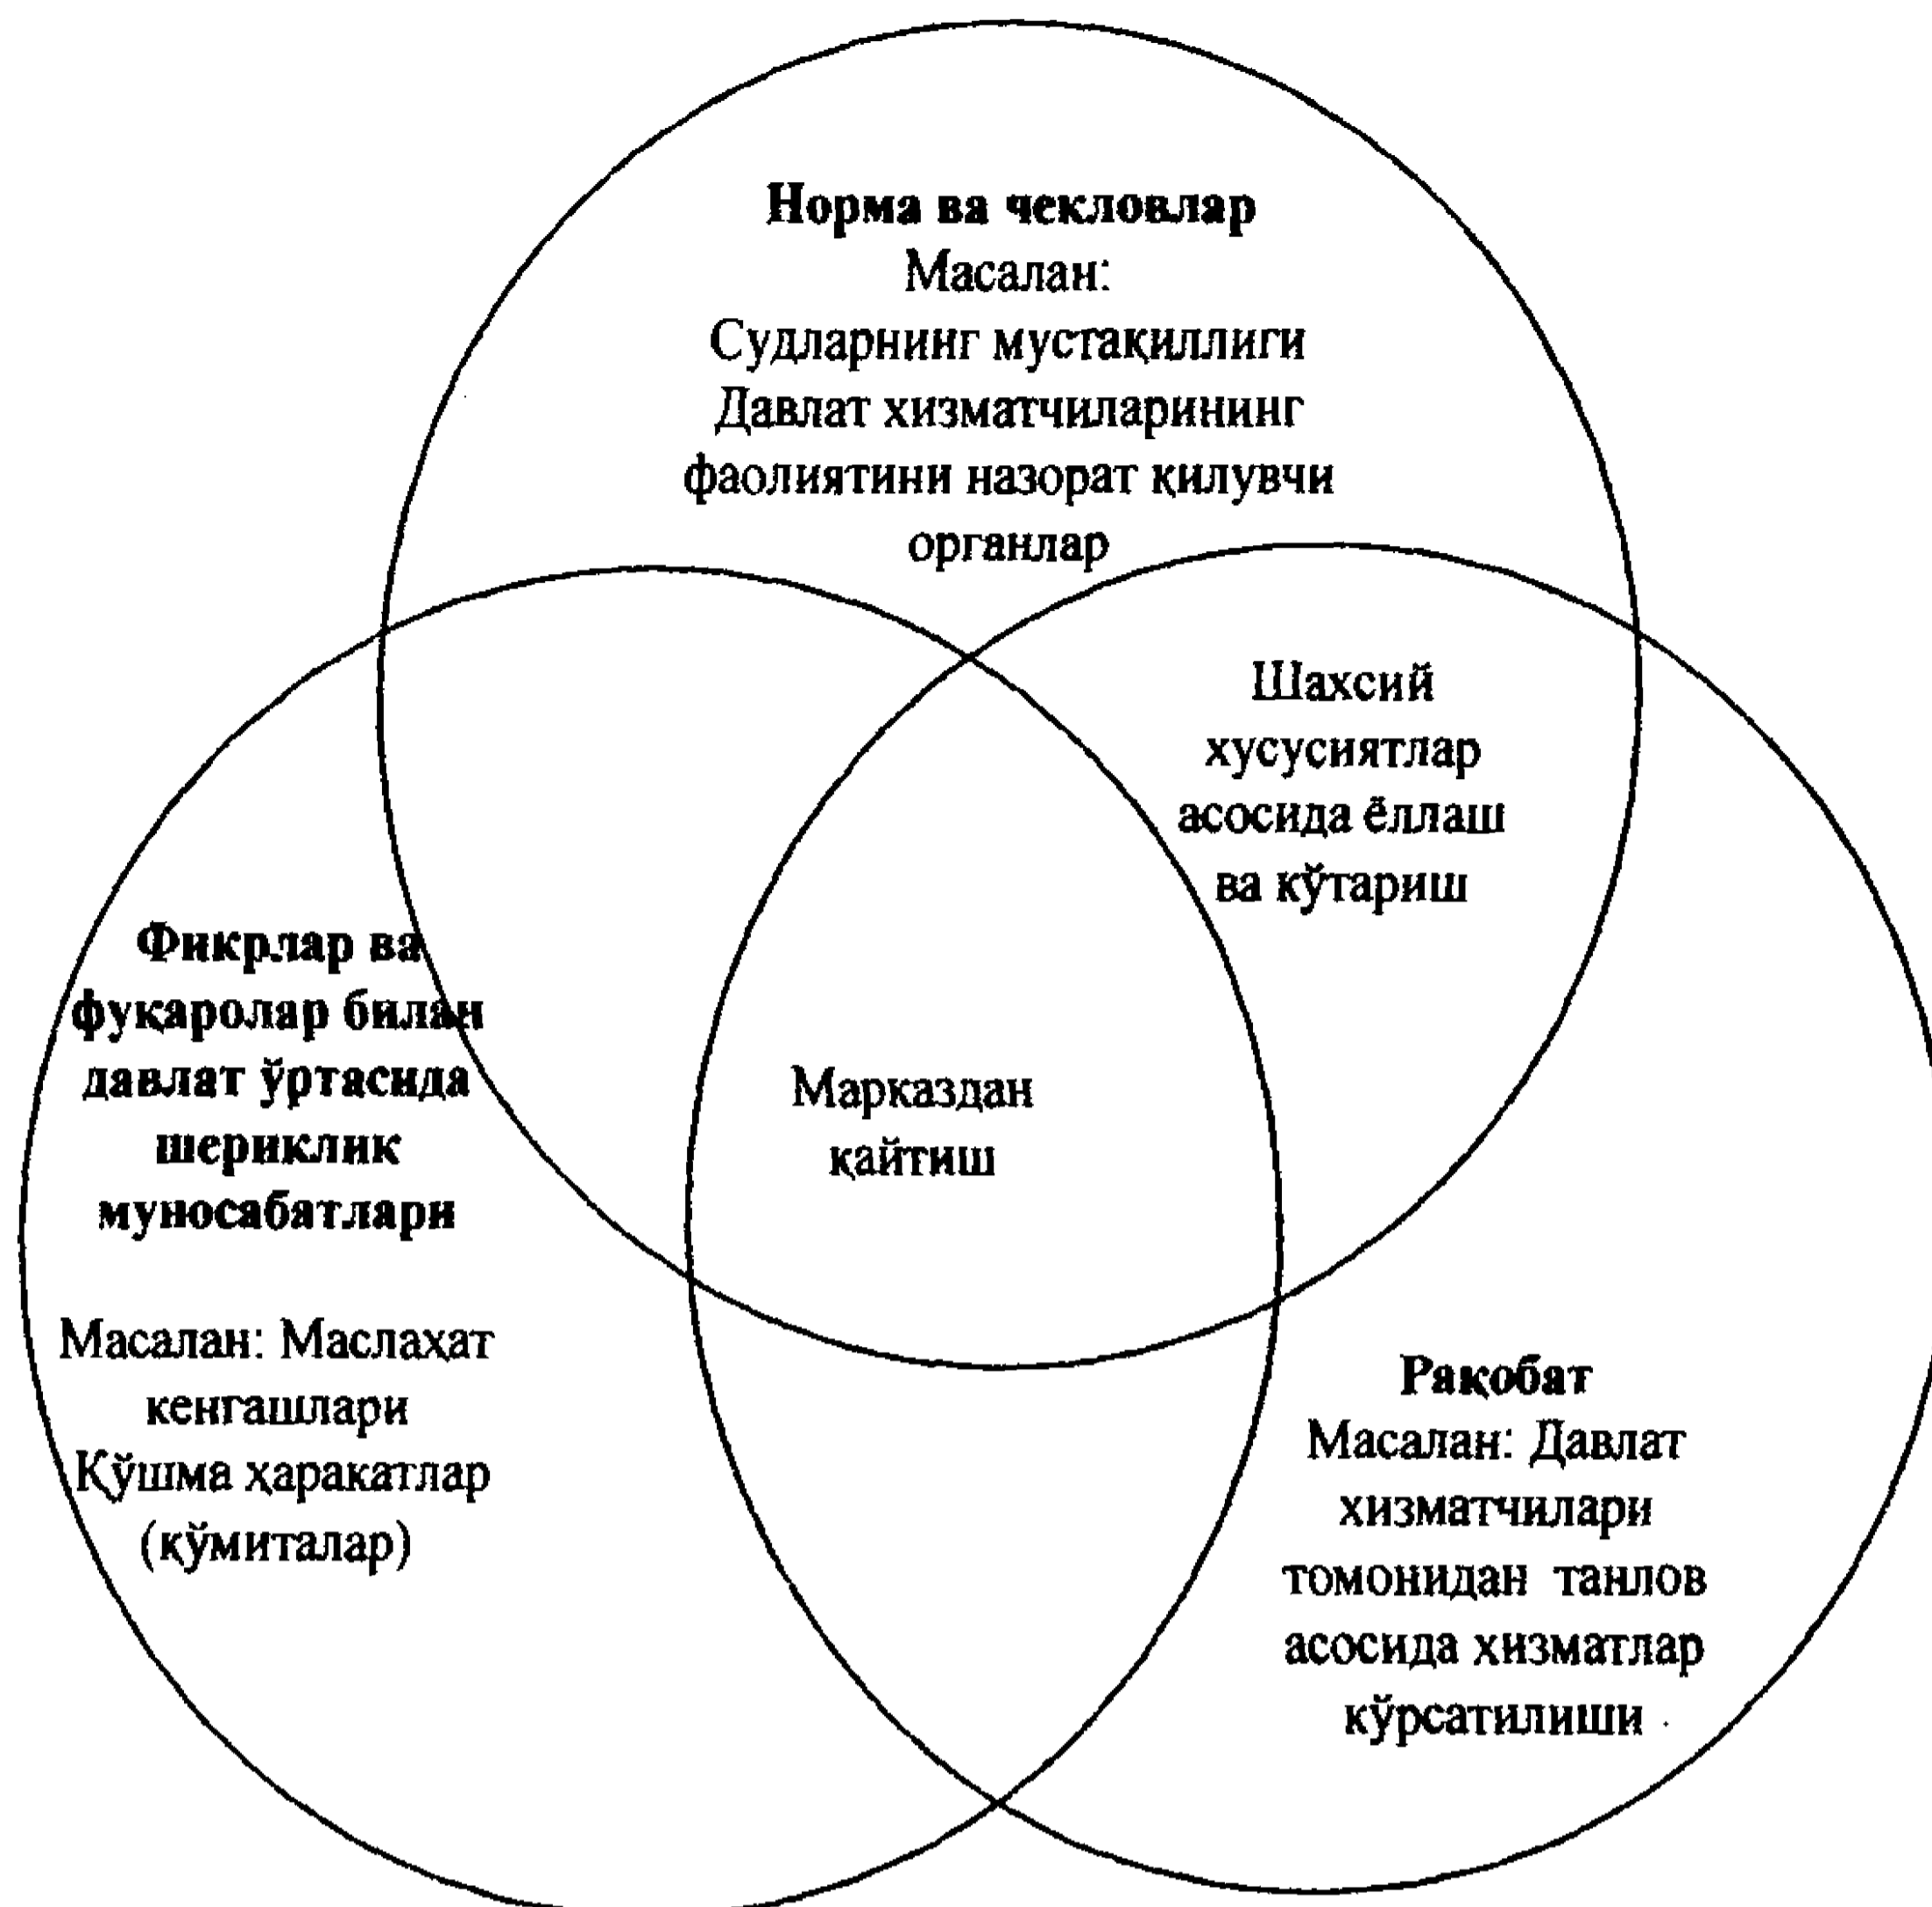 Норма ва чекловлар
Масалан:
Судларнинг мустақиллиги
Давлат хизматчиларининг
фаолиятини назорат қилувчи
органлар
Шахсий
хусусиятлар
асосида ёллаш
ва кўтариш
Фикрлар ва
фуқаролар билан
давлат ўртасида
шериклик
муносабатлари
Марказдан
қайтиш
Масалан: Маслаҳат
кенгашлари
Қўшма ҳаракатлар
(қўмиталар)
Рақобат
Масалан: Давлат
хизматчилари
томонидан танлов
асосида хизматлар
кўрсатилиши